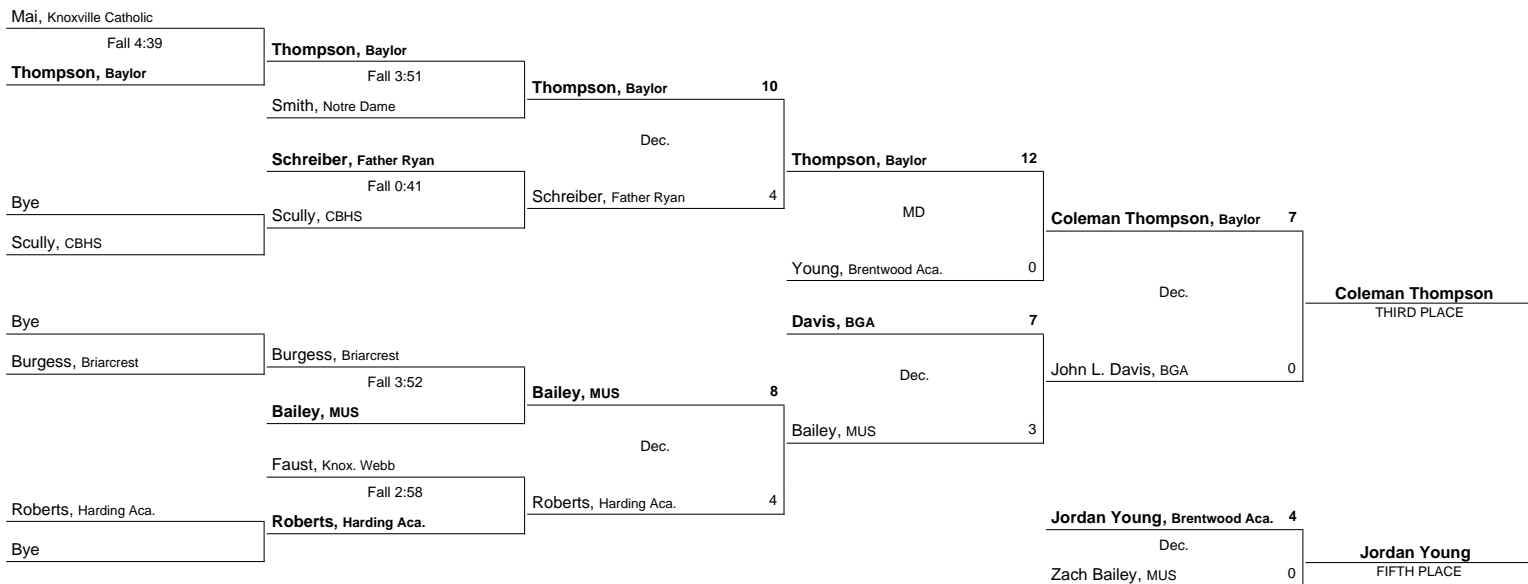 Mai, Knoxville Catholic
Fall 4:39
Thompson, Baylor
Bye
Scully, CBHS
Bye
Burgess, Briarcrest
Roberts, Harding Aca.
Bye
Thompson, Baylor
Fall 3:51
Smith, Notre Dame
Schreiber, Father Ryan
Fall 0:41
Scully, CBHS
Burgess, Briarcrest
Fall 3:52
Bailey, MUS
Faust, Knox. Webb
Fall 2:58
Roberts, Harding Aca.
Thompson, Baylor 10
Dec.
Schreiber, Father Ryan 4
Bailey, MUS 8
Dec.
Roberts, Harding Aca. 4
Thompson, Baylor 12
MD
Young, Brentwood Aca. 0
Davis, BGA 7
Dec.
Bailey, MUS 3
Coleman Thompson, Baylor 7
Dec.
John L. Davis, BGA 0
Coleman Thompson
THIRD PLACE
Jordan Young, Brentwood Aca. 4
Dec.
Zach Bailey, MUS 0
Jordan Young
FIFTH PLACE